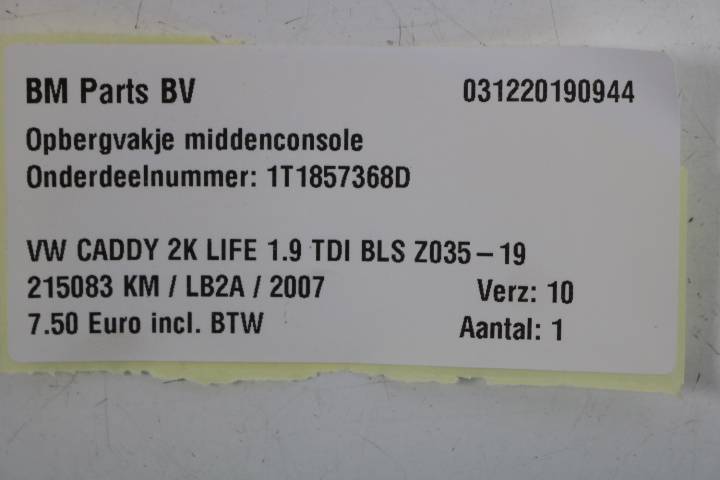 BM Parts BV 031220190944
Opbergvakje middenconsole
Onderdeelnummer: 1T1857368D
VW CADDY 2K LIFE 1.9 TDI BLS Z035-19
215083 KM / LB2A / 2007 Verz: 10
7.50 Euro incl. BTW Aantal: 1